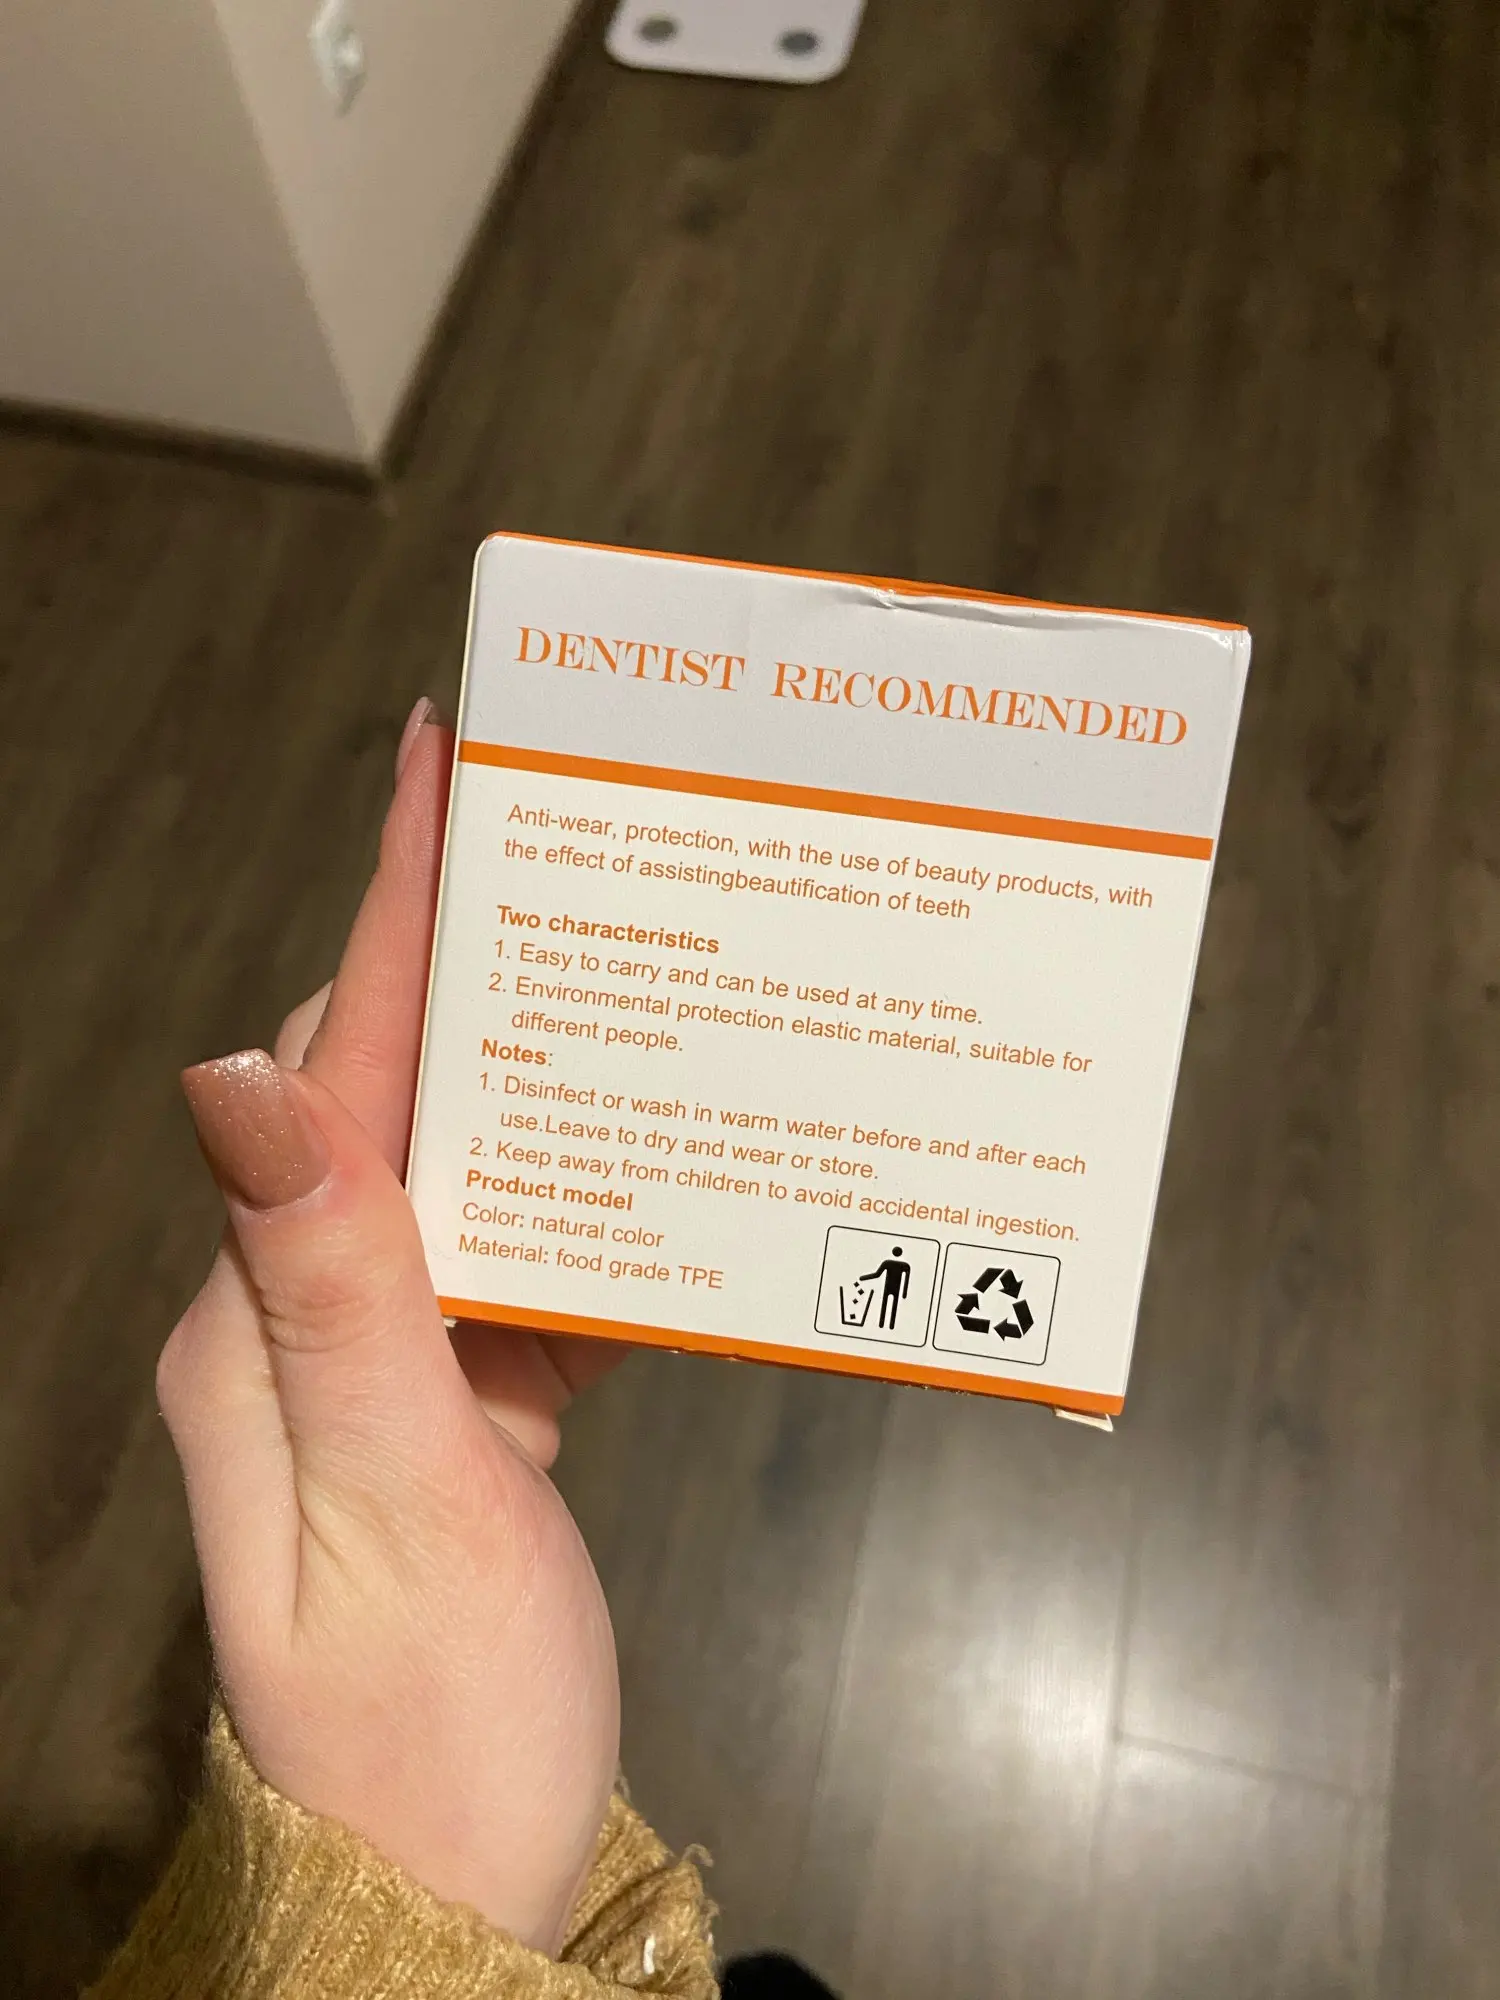 DENTIST RECOMMENDED
Anti-wear, protection, with the use of beauty products, with
the effect of assistingbeautification of teeth
Two characteristics
1. Easy to carry and can be used at any time.
2. Environmental protection elastic material, suitable for
different people.
Notes:
1. Disinfect or wash in warm water before and after each
use.Leave to dry and wear or store.
2. Keep away from children to avoid accidental ingestion.
Product model
Color: natural color
Material: food grade TPE